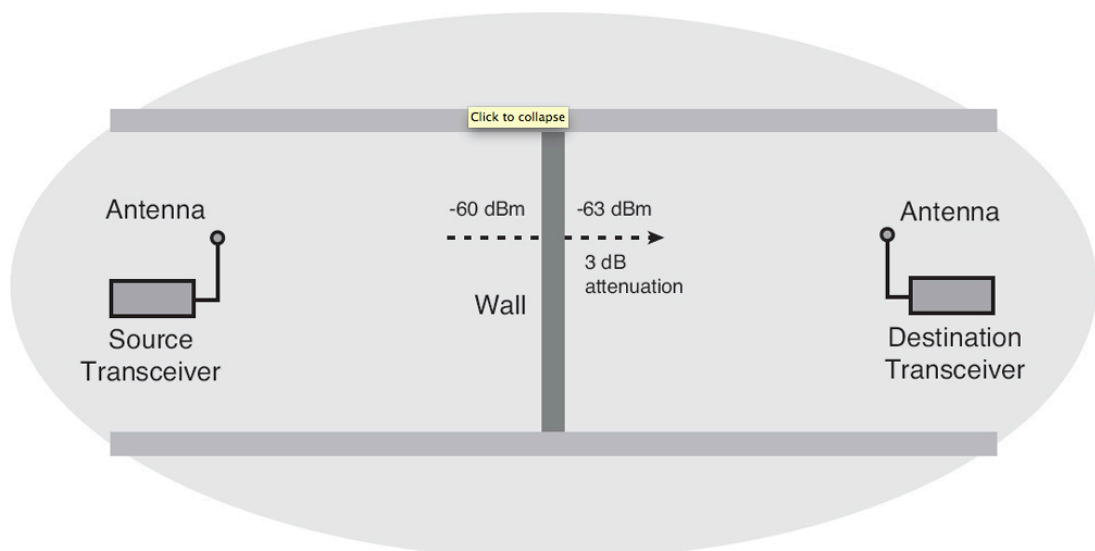 Click to collapse
Antenna
-60 dBm
-63 dBm
Antenna
3 dB
attenuation
Wall
Source
Transceiver
Destination
Transceiver